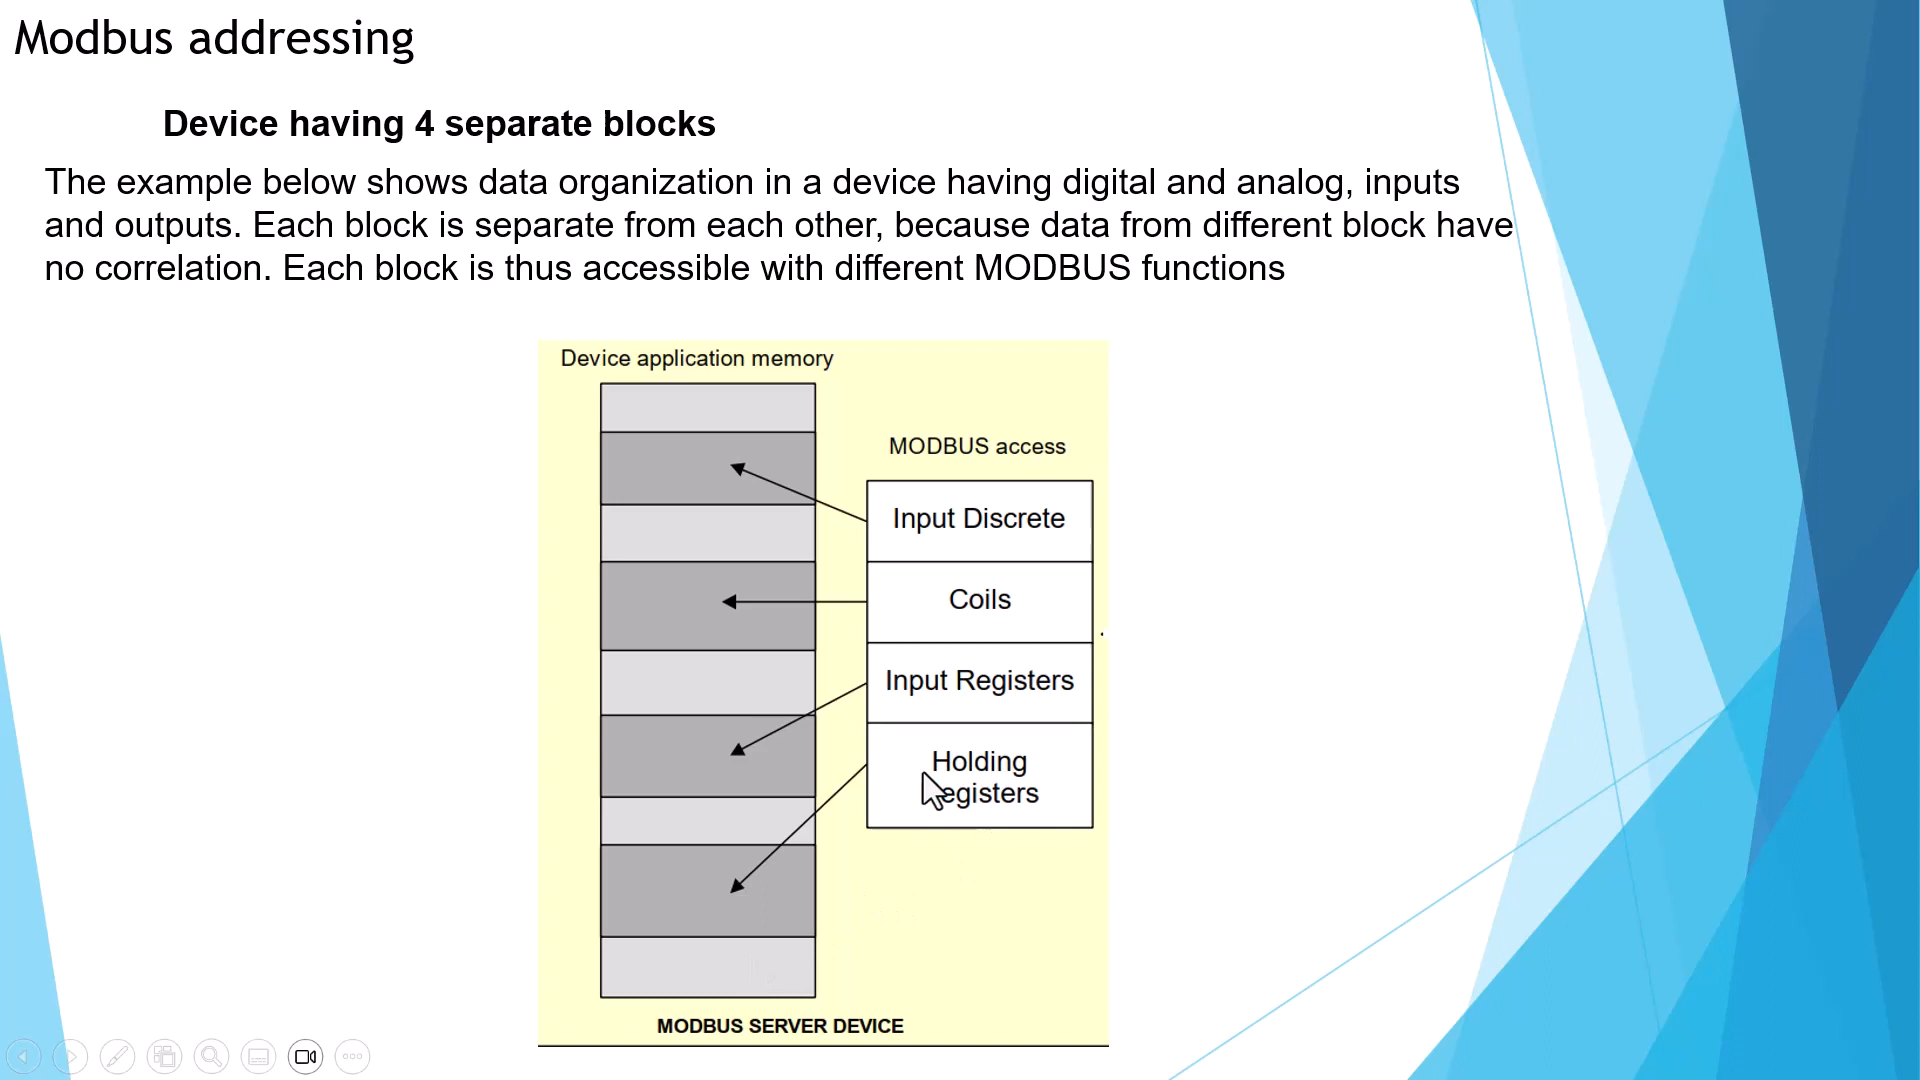 Modbus addressing
Device having 4 separate blocks
The example below shows data organization in a device having digital and analog, inputs
and outputs. Each block is separate from each other, because data from different block have
no correlation. Each block is thus accessible with different MODBUS functions
Device application memory
MODBUS access
Input Discrete
Coils
Input Registers
Holding
egisters
MODBUS SERVER DEVICE